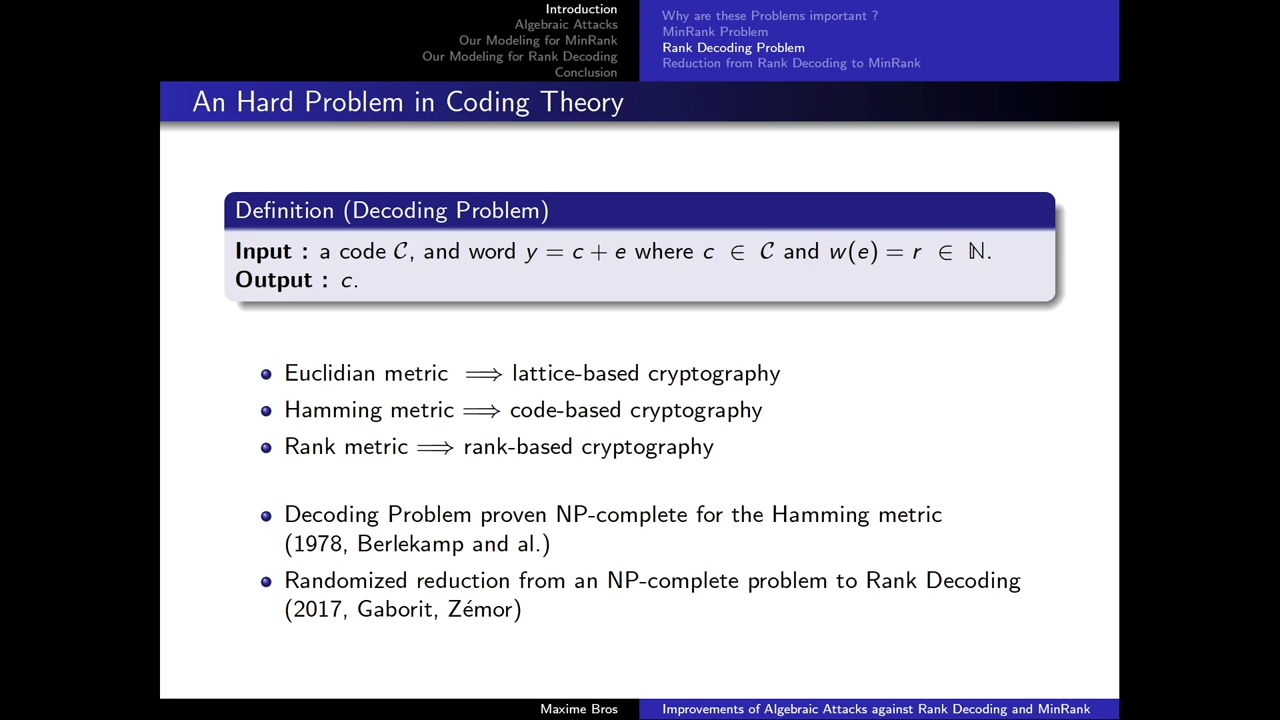 Introduction
Algebraic Attacks
Our Modeling for MinRank
Our Modeling for Rank Decoding
Conclusion
Why are these Problems important ?
MinRank Problem
Rank Decoding Problem
Reduction from Rank Decoding to MinRank
An Hard Problem in Coding Theory
Definition (Decoding Problem)
Input : a code 𝒞, and word y = c + e where c ∈ 𝒞 and w(e) = r ∈ ℕ.
Output : c.
Euclidian metric ⟹ lattice-based cryptography
Hamming metric ⟹ code-based cryptography
Rank metric ⟹ rank-based cryptography
Decoding Problem proven NP-complete for the Hamming metric
(1978, Berlekamp and al.)
Randomized reduction from an NP-complete problem to Rank Decoding
(2017, Gaborit, Zémor)
Maxime Bros
Improvements of Algebraic Attacks against Rank Decoding and MinRank